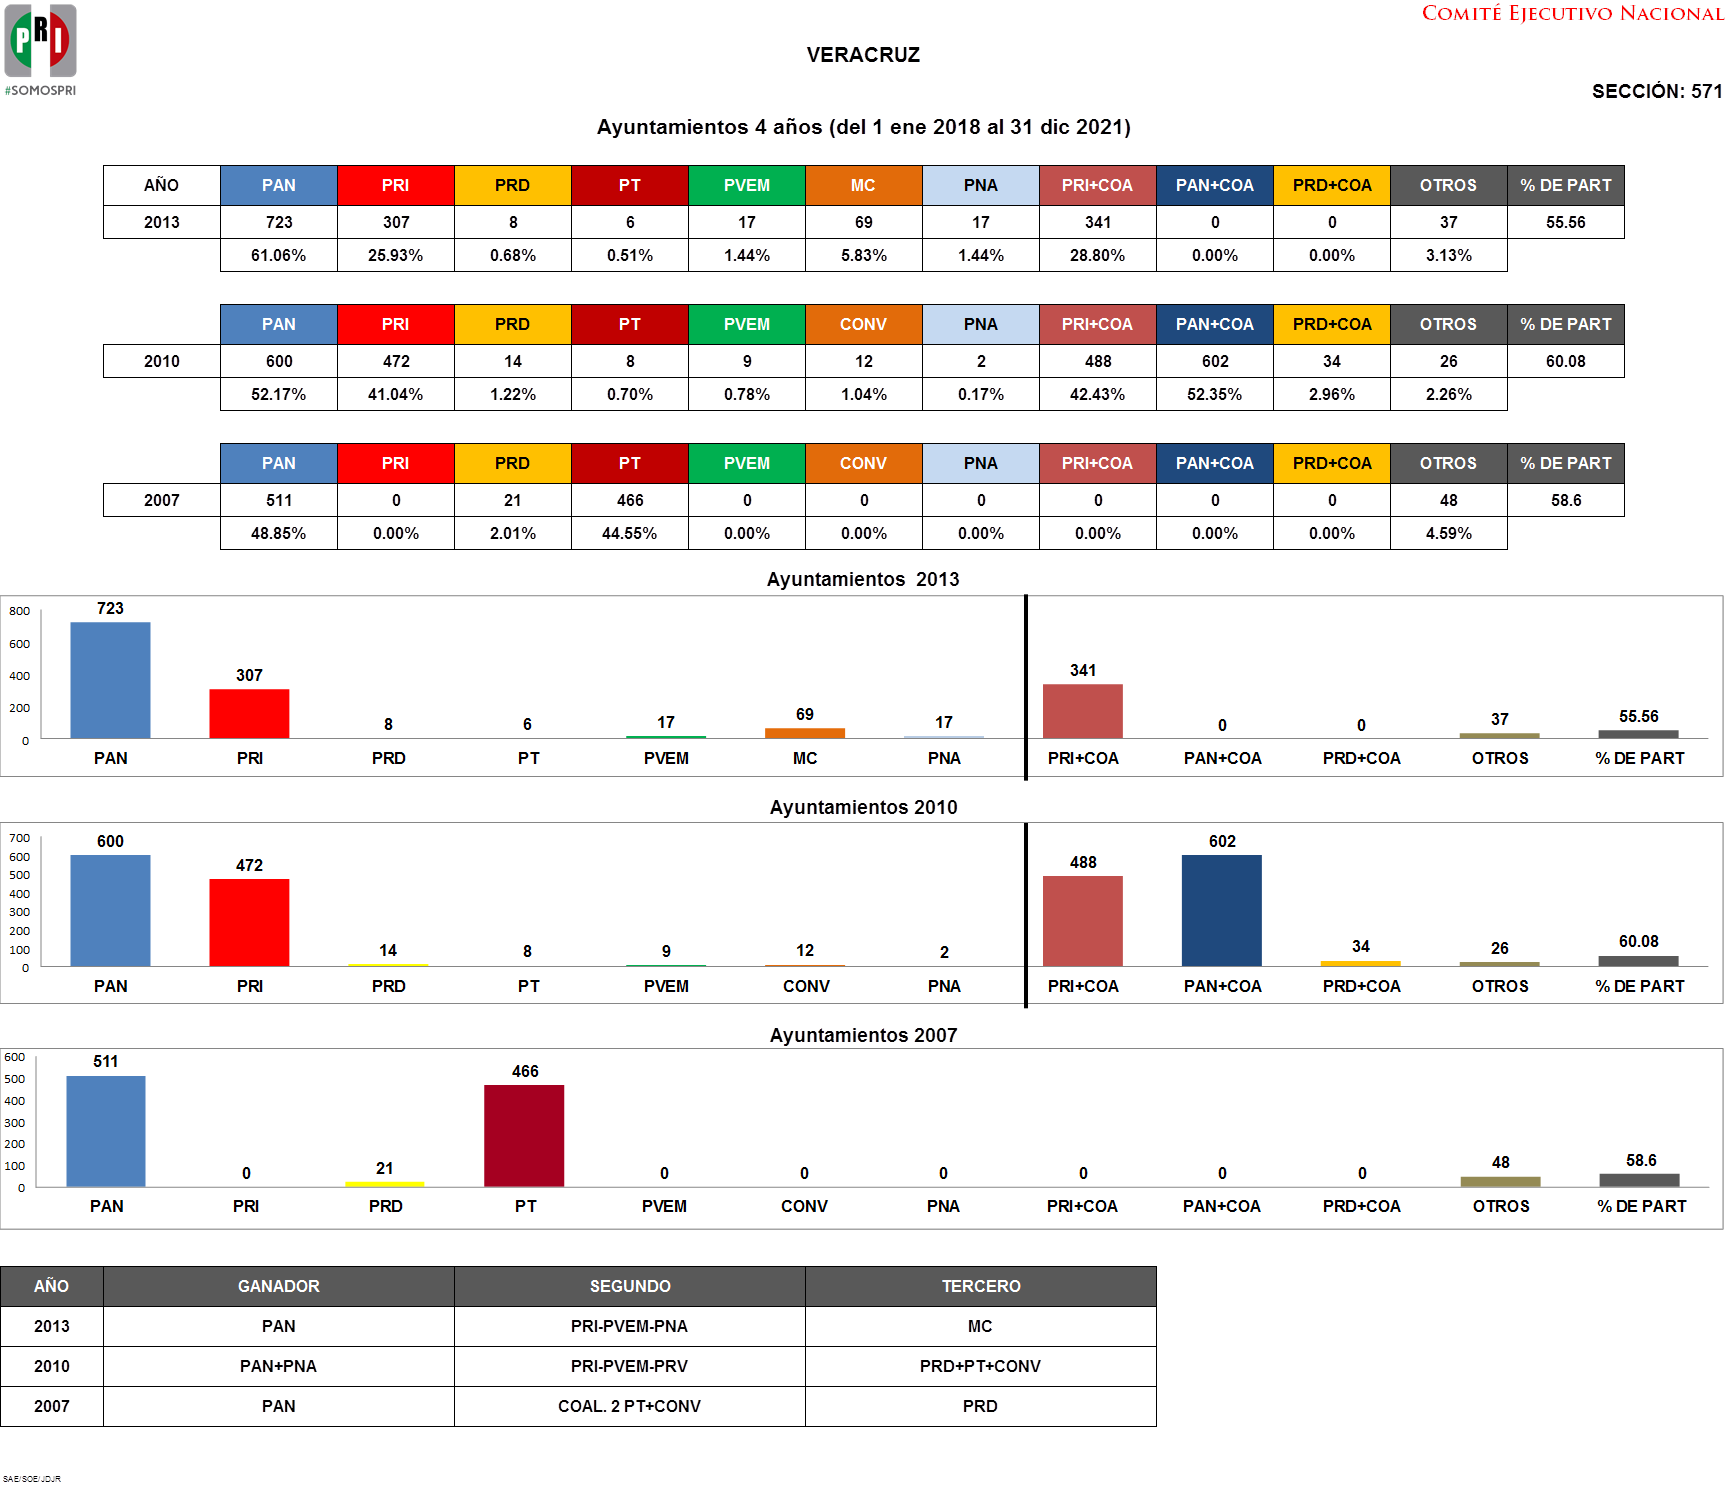 PRI
#SOMOSPRI
COMITÉ EJECUTIVO NACIONAL
VERACRUZ
SECCIÓN: 571
Ayuntamientos 4 años (del 1 ene 2018 al 31 dic 2021)
AÑO PAN PRI PRD PT PVEM MC PNA PRI+COA PAN+COA PRD+COA OTROS % DE PART
2013 723 307 8 6 17 69 17 341 0 0 37 55.56
61.06% 25.93% 0.68% 0.51% 1.44% 5.83% 1.44% 28.80% 0.00% 0.00% 3.13%
PAN PRI PRD PT PVEM CONV PNA PRI+COA PAN+COA PRD+COA OTROS % DE PART
2010 600 472 14 8 9 12 2 488 602 34 26 60.08
52.17% 41.04% 1.22% 0.70% 0.78% 1.04% 0.17% 42.43% 52.35% 2.96% 2.26%
PAN PRI PRD PT PVEM CONV PNA PRI+COA PAN+COA PRD+COA OTROS % DE PART
2007 511 0 21 466 0 0 0 0 0 0 48 58.6
48.85% 0.00% 2.01% 44.55% 0.00% 0.00% 0.00% 0.00% 0.00% 0.00% 4.59%
Ayuntamientos 2013
800
600
400
200
0
723 307 8 6 17 69 17 341 0 0 37 55.56
PAN PRI PRD PT PVEM MC PNA PRI+COA PAN+COA PRD+COA OTROS % DE PART
Ayuntamientos 2010
700
600
500
400
300
200
100
0
600 472 14 8 9 12 2 488 602 34 26 60.08
PAN PRI PRD PT PVEM CONV PNA PRI+COA PAN+COA PRD+COA OTROS % DE PART
Ayuntamientos 2007
600
500
400
300
200
100
0
511 0 21 466 0 0 0 0 0 0 48 58.6
PAN PRI PRD PT PVEM CONV PNA PRI+COA PAN+COA PRD+COA OTROS % DE PART
AÑO GANADOR SEGUNDO TERCERO
2013 PAN PRI-PVEM-PNA MC
2010 PAN+PNA PRI-PVEM-PRV PRD+PT+CONV
2007 PAN COAL. 2 PT+CONV PRD
SAE/SOE/JDJR